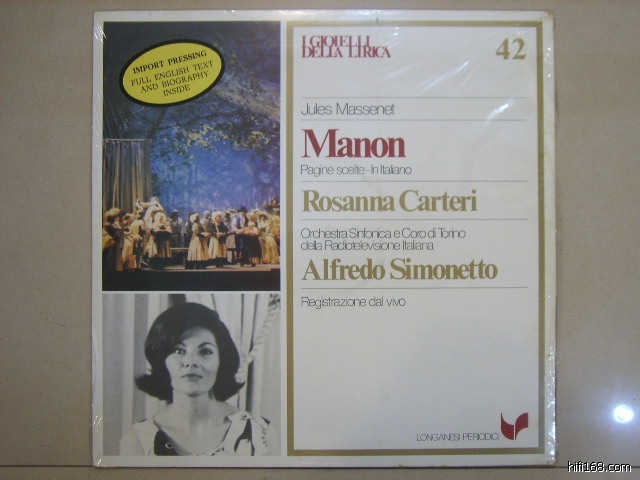 IMPORT PRESSING
FULL ENGLISH TEXT
AND BIOGRAPHY
INSIDE
I GIOIELLI
DELLA LIRICA
42
Jules Massenet
Manon
Pagine scelte - In Italiano
Rosanna Carteri
Orchestra Sinfonica e Coro di Torino
della Radiotelevisione Italiana
Alfredo Simonetto
Registrazione dal vivo
LONGANESI PERIODICI
hifi168.com